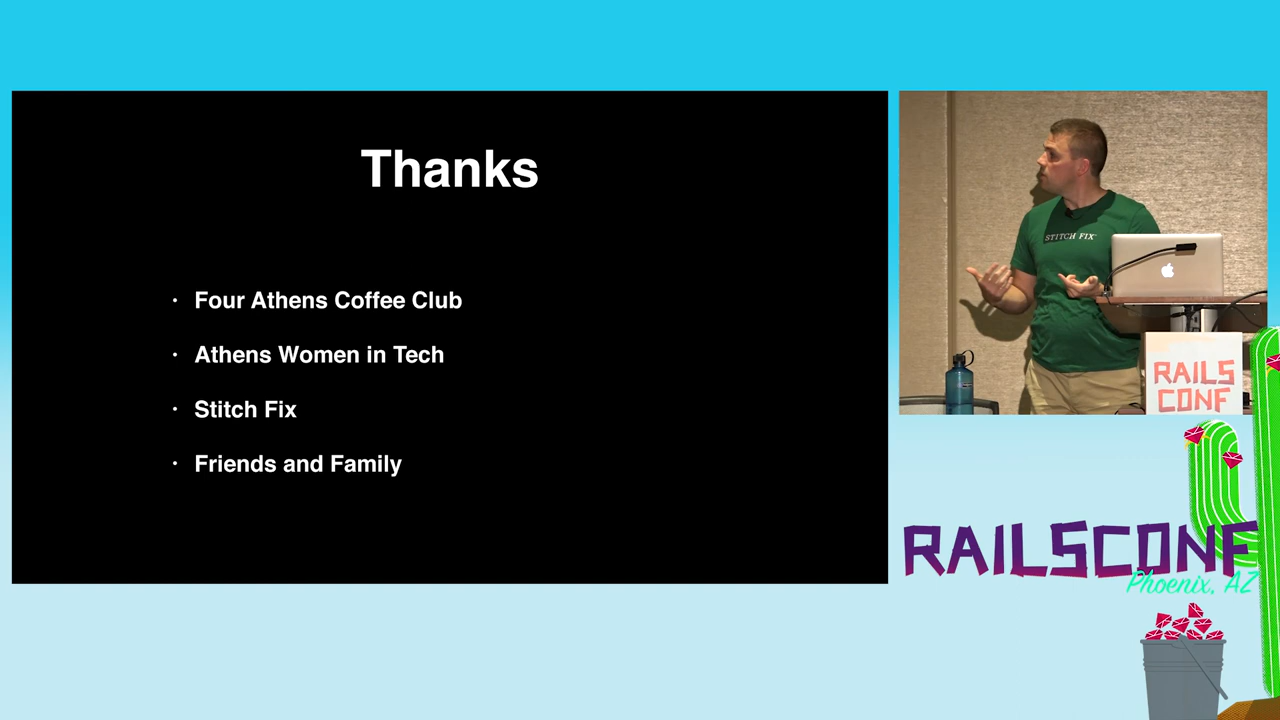 Thanks
· Four Athens Coffee Club
· Athens Women in Tech
· Stitch Fix
· Friends and Family
STITCH FIX
RAILS
CONF
RAILSCONF
Phoenix, AZ